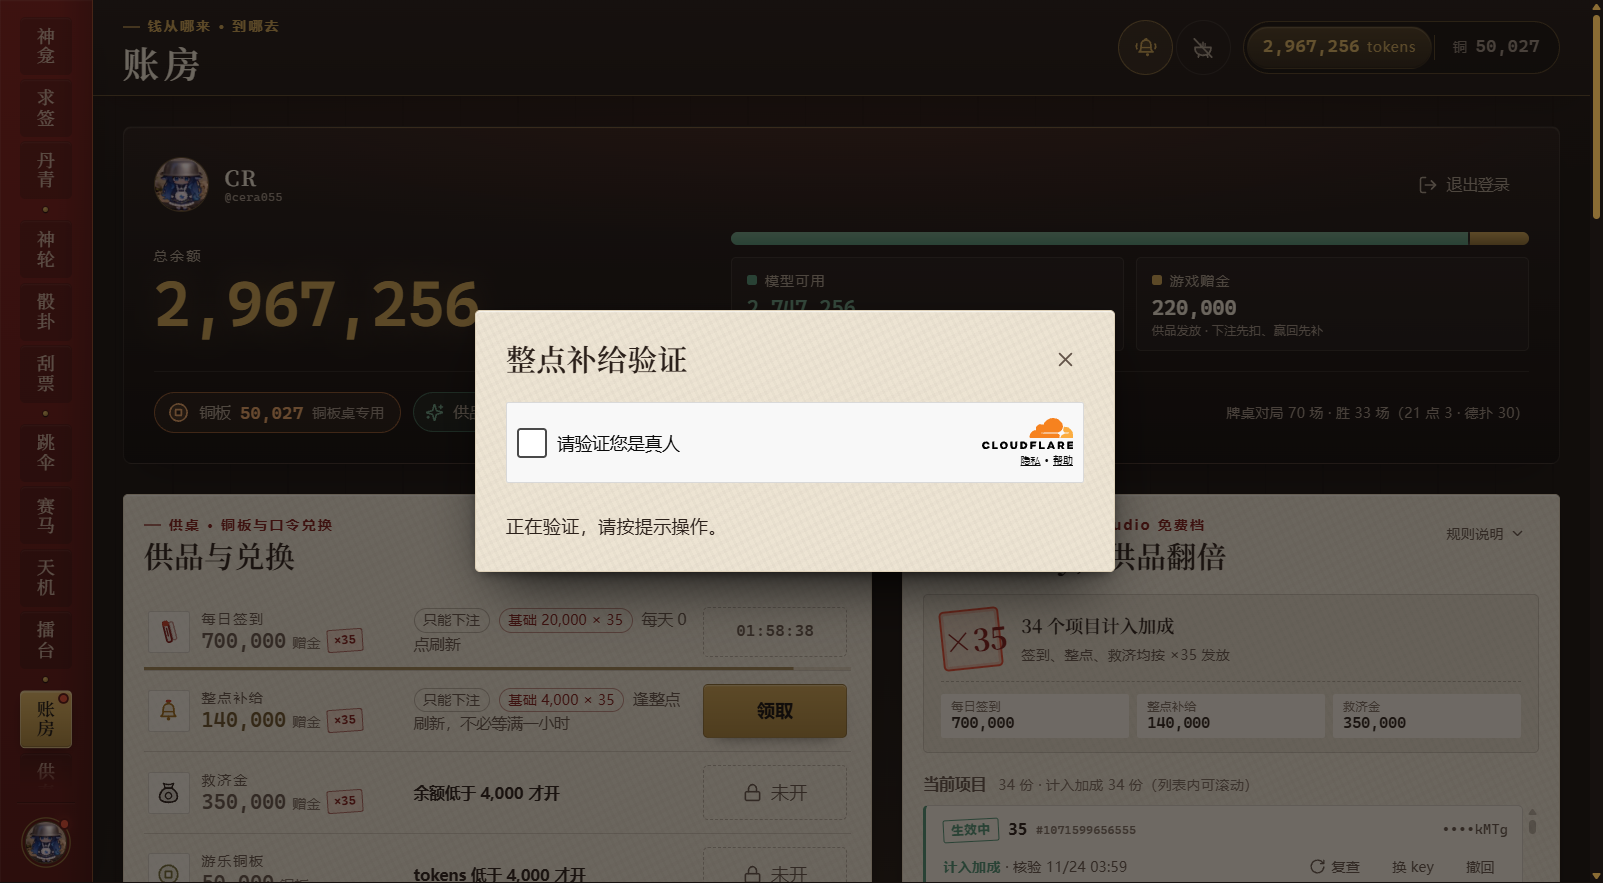 神龛
求签
丹青
神轮
骰卦
刮票
跳伞
赛马
天机
擂台
账房
供
— 钱从哪来 • 到哪去
账房
2,967,256 tokens
铜 50,027
CR
@cera055
退出登录
总余额
2,967,256
模型可用
2,747,256
游戏赠金
220,000
供品发放 · 下注先扣、赢回先补
铜板 50,027 铜板桌专用
供品
牌桌对局 70 场 · 胜 33 场（21 点 3 · 德扑 30）
整点补给验证
请验证您是真人
CLOUDFLARE
隐私 • 帮助
正在验证，请按提示操作。
— 供桌 • 铜板与口令兑换
供品与兑换
每日签到
700,000 赠金 ×35
只能下注 基础 20,000 × 35 每天 0
点刷新
01:58:38
整点补给
140,000 赠金 ×35
只能下注 基础 4,000 × 35 逢整点
刷新，不必等满一小时
领取
救济金
350,000 赠金 ×35
余额低于 4,000 才开
未开
游乐铜板
50,000 铜板
tokens 低于 4,000 才开
未开
udio 免费档
供品翻倍
规则说明
×35
34 个项目计入加成
签到、整点、救济均按 ×35 发放
每日签到
700,000
整点补给
140,000
救济金
350,000
当前项目 34 份 · 计入加成 34 份（列表内可滚动）
生效中 35 #1071599656555
••••kMTg
计入加成 · 核验 11/24 03:59
复查 换 key 撤回